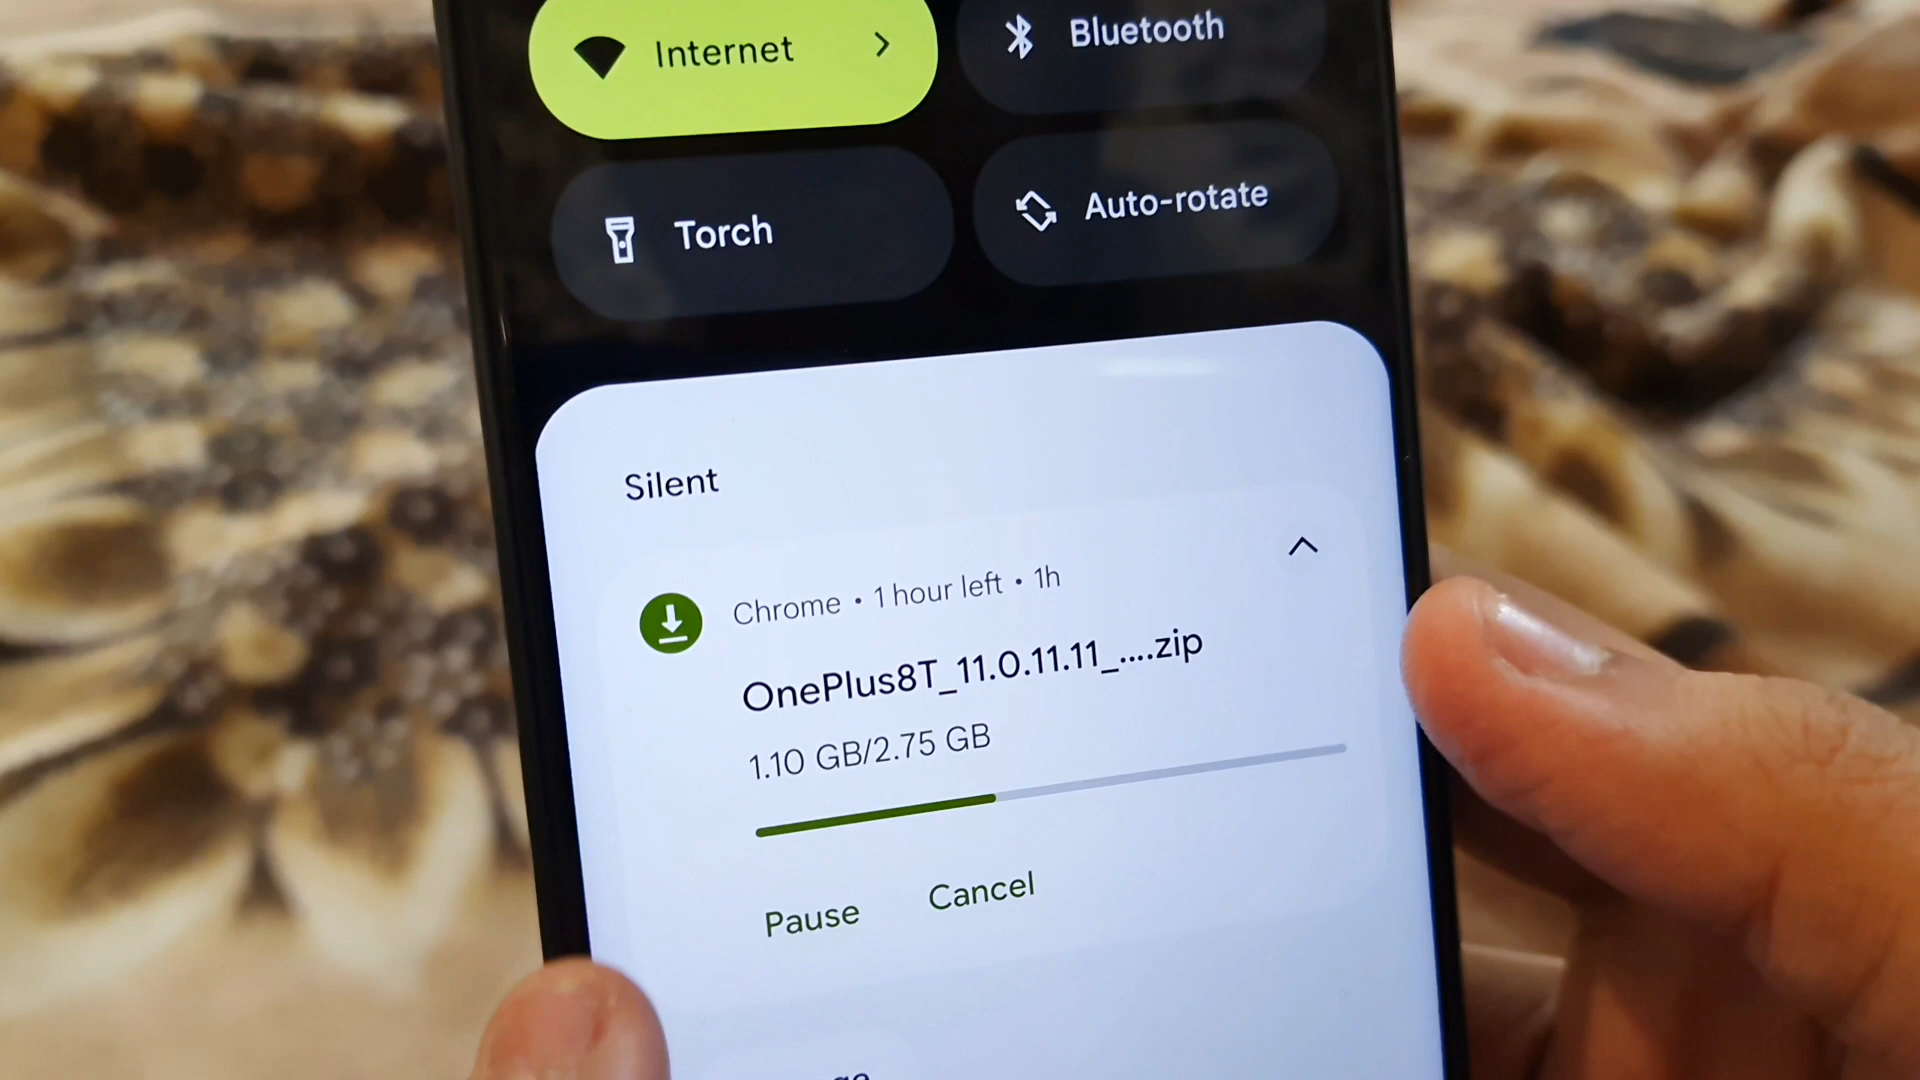 Internet
Bluetooth
Torch
Auto-rotate
Silent
Chrome • 1 hour left • 1h
OnePlus8T_11.0.11.11_....zip
1.10 GB/2.75 GB
Pause
Cancel